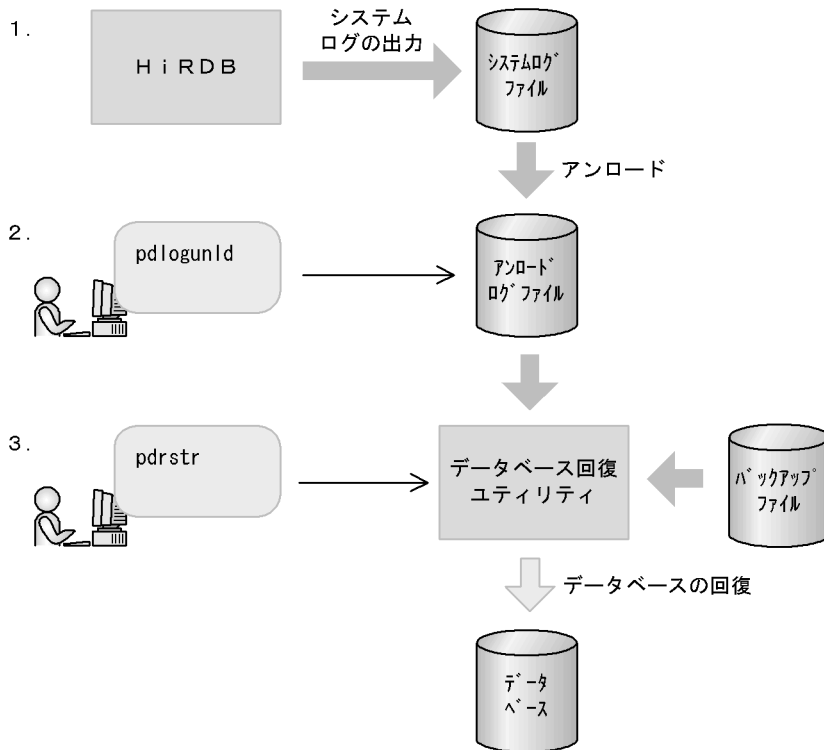 1.
HiRDB
システム
ログの出力
システムログ
ファイル
アンロード
2.
pdlogunld
アンロード
ログファイル
3.
pdrstr
データベース回復
ユティリティ
バックアップ
ファイル
データベースの回復
データ
ベース